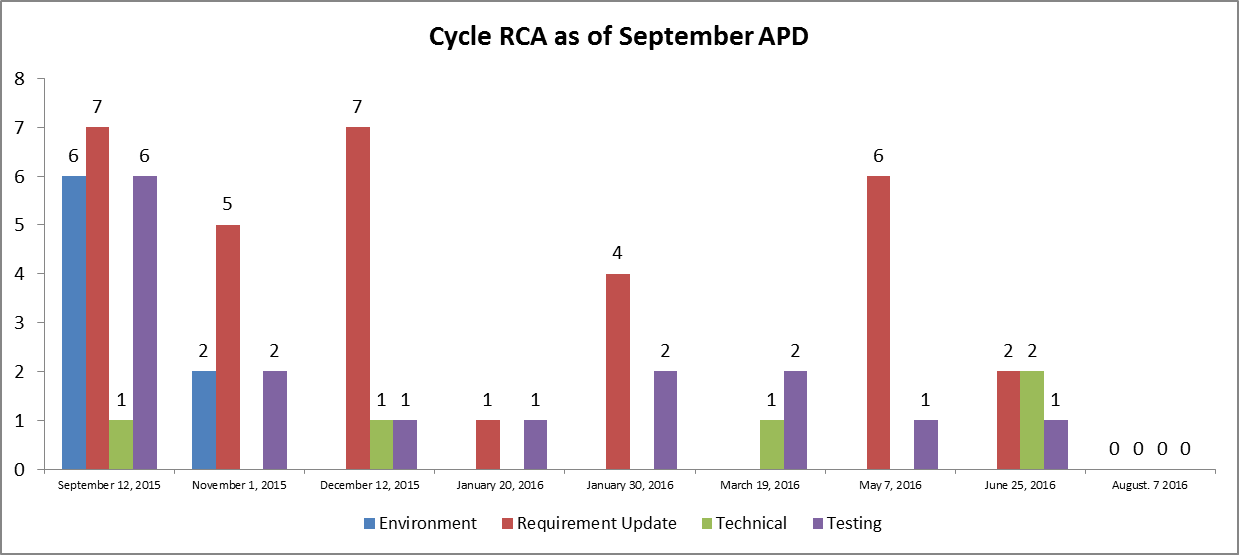 Cycle RCA as of September APD
8
7
6
5
4
3
2
1
0
6 7 1 6
2 5 2
7 1 1
1 1
4 2
1 2
6 1
2 2 1
0 0 0 0
September 12, 2015 November 1, 2015 December 12, 2015 January 20, 2016 January 30, 2016 March 19, 2016 May 7, 2016 June 25, 2016 August. 7 2016
Environment Requirement Update Technical Testing